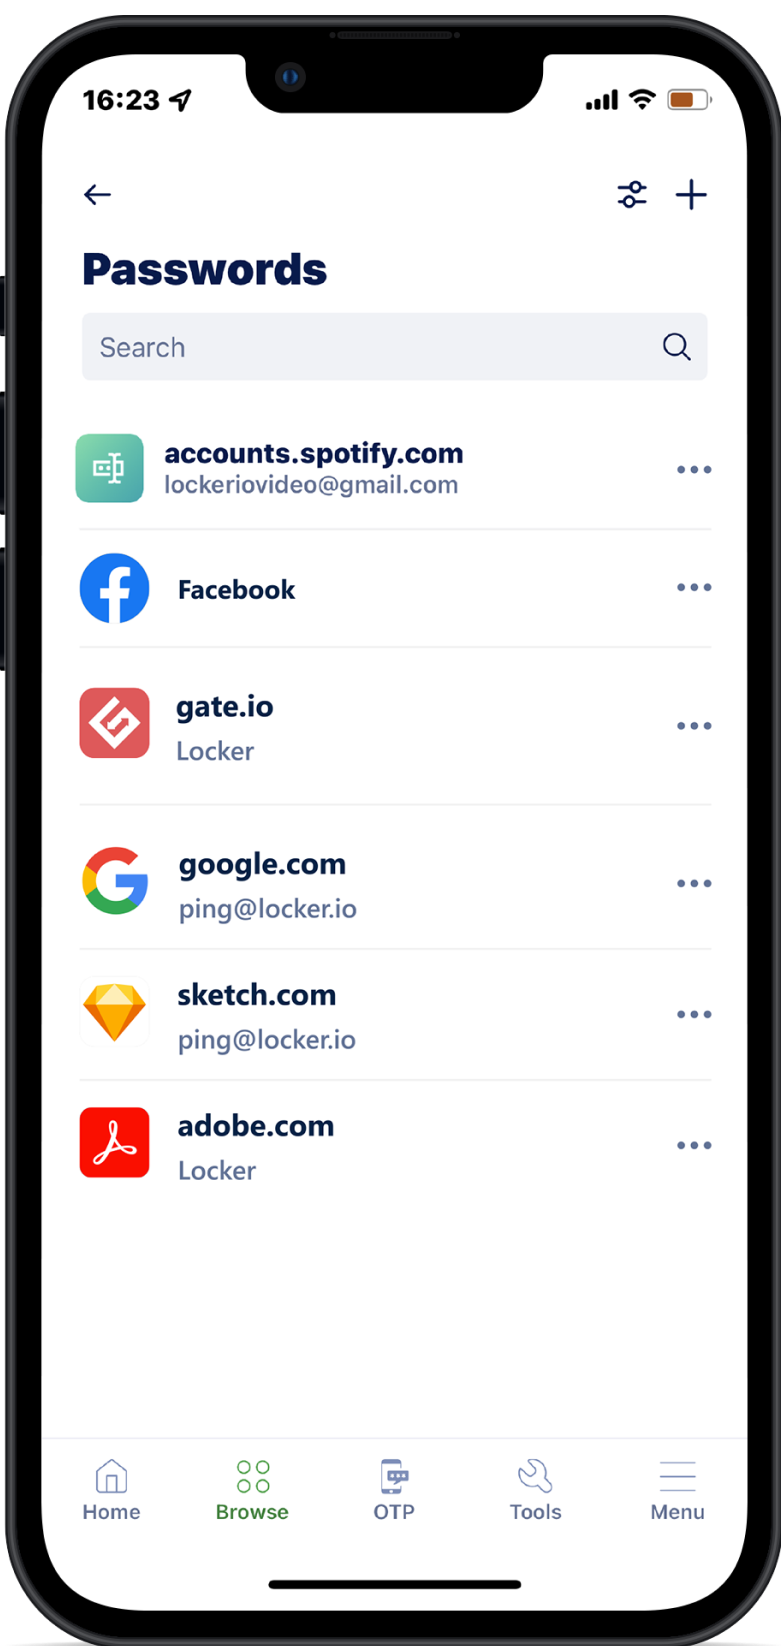 16:23
Passwords
Search
accounts.spotify.com
lockeriovideo@gmail.com
Facebook
gate.io
Locker
google.com
ping@locker.io
sketch.com
ping@locker.io
adobe.com
Locker
Home
Browse
OTP
Tools
Menu